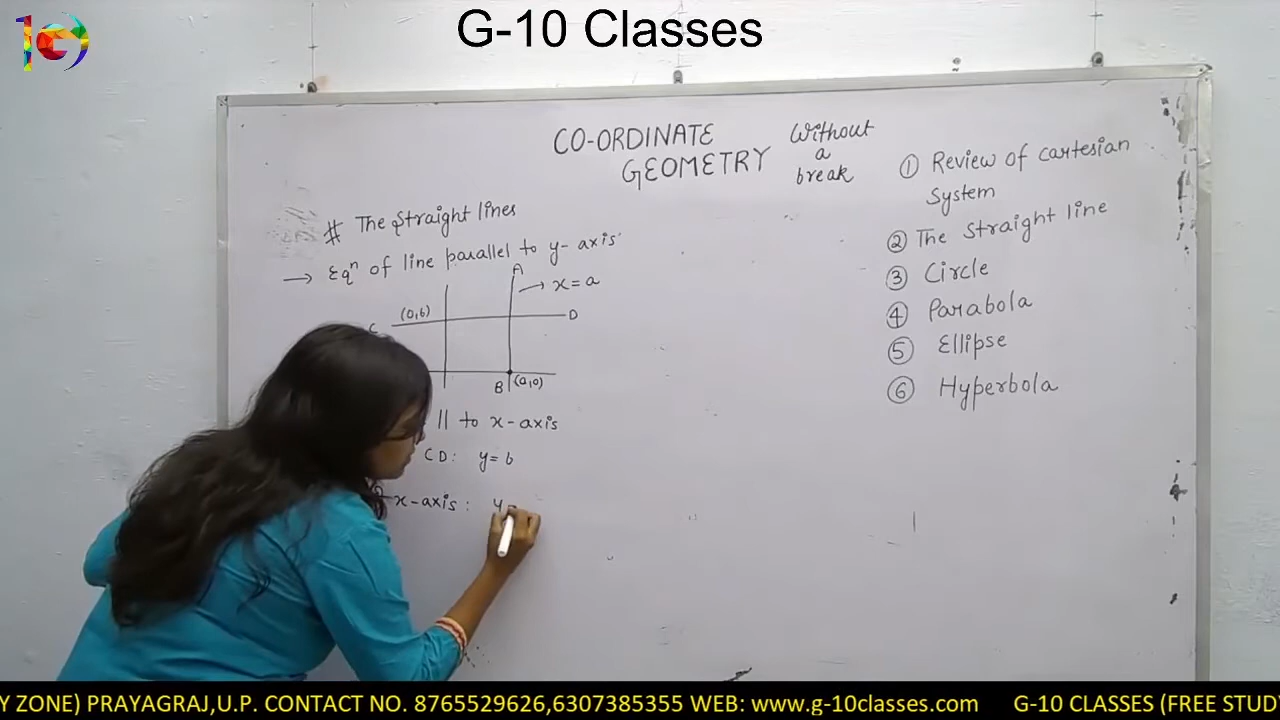 G-10 Classes
CO-ORDINATE
GEOMETRY
Without
a
break
① Review of cartesian
System
② The Straight line
③ Circle
④ Parabola
⑤ Ellipse
⑥ Hyperbola
# The Straight lines
→ Eqⁿ of line parallel to y-axis
A
→ x=a
(0,b)
C
D
B
(a,0)
|| to x-axis
CD: y=b
x-axis: y
Y ZONE) PRAYAGRAJ,U.P. CONTACT NO. 8765529626,6307385355 WEB: www.g-10classes.com G-10 CLASSES (FREE STUD